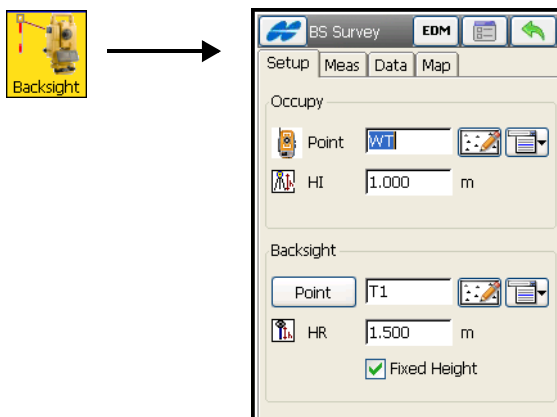 Backsight
BS Survey EDM
Setup Meas Data Map
Occupy
Point WT
HI 1.000 m
Backsight
Point T1
HR 1.500 m
Fixed Height